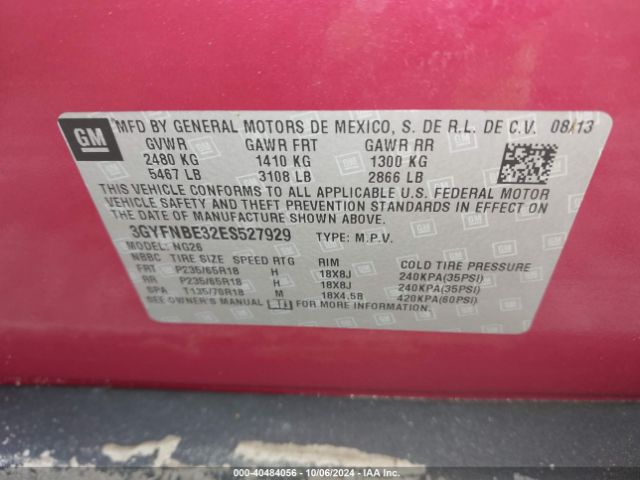 GM MFD BY GENERAL MOTORS DE MEXICO, S. DE R.L. DE C.V. 08/13
GVWR GAWR FRT GAWR RR
2480 KG 1410 KG 1300 KG
5467 LB 3108 LB 2866 LB
THIS VEHICLE CONFORMS TO ALL APPLICABLE U.S. FEDERAL MOTOR
VEHICLE SAFETY AND THEFT PREVENTION STANDARDS IN EFFECT ON
THE DATE OF MANUFACTURE SHOWN ABOVE.
3GYFNBE32ES527929 TYPE: M.P.V.
MODEL: NG26
NBBC TIRE SIZE SPEED RTG RIM COLD TIRE PRESSURE
FRT P235/65R18 H 18X8J 240KPA(35PSI)
RR P235/65R18 H 18X8J 240KPA(35PSI)
SPA T135/70R18 M 18X4.5B 420KPA(60PSI)
SEE OWNER'S MANUAL FOR MORE INFORMATION.
© WWW.40484056 - 10/06/2024 - IAAI.COM